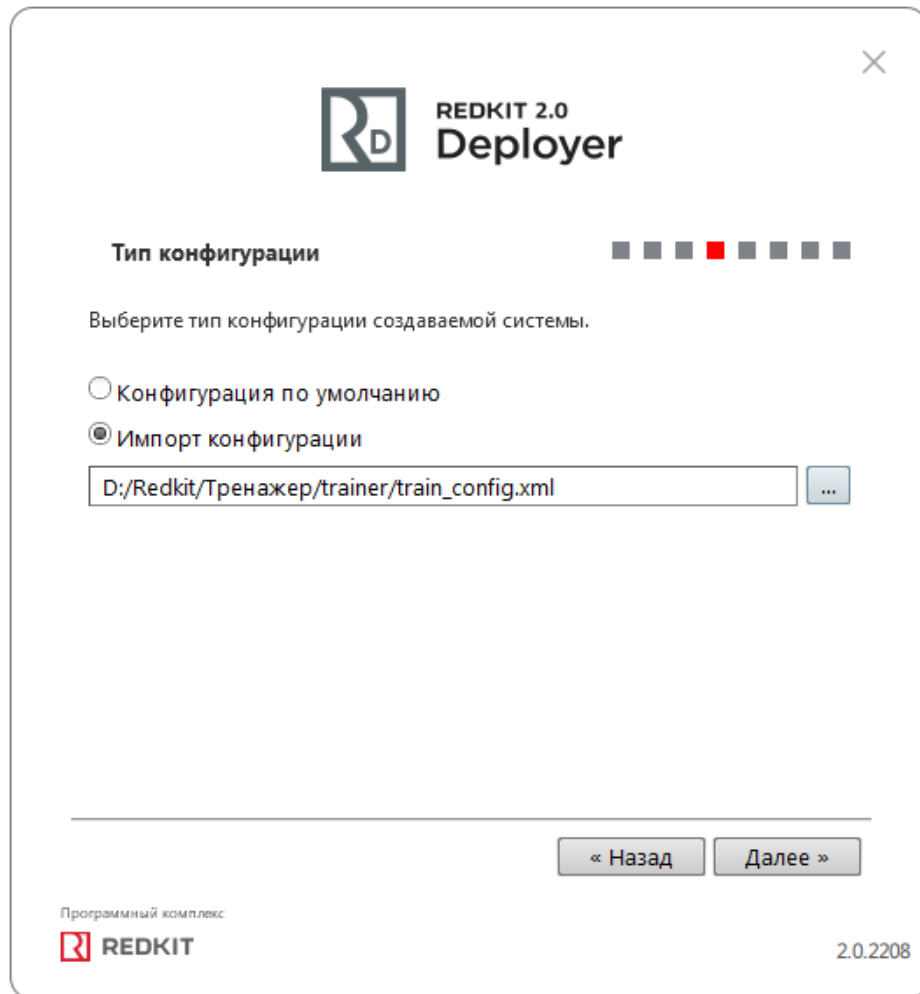 REDKIT 2.0
Deployer
Тип конфигурации
Выберите тип конфигурации создаваемой системы.
Конфигурация по умолчанию
Импорт конфигурации
D:/Redkit/Тренажер/trainer/train_config.xml
...
« Назад
Далее »
Программный комплекс
REDKIT
2.0.2208